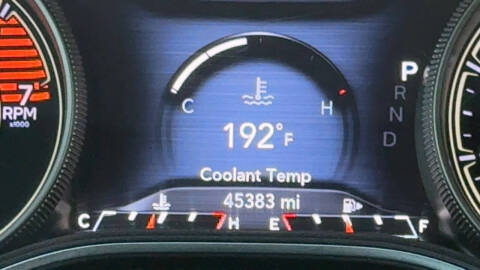 7
RPM
x1000
C H
192°F
Coolant Temp
45383 mi
C H E F
P
R
N
D